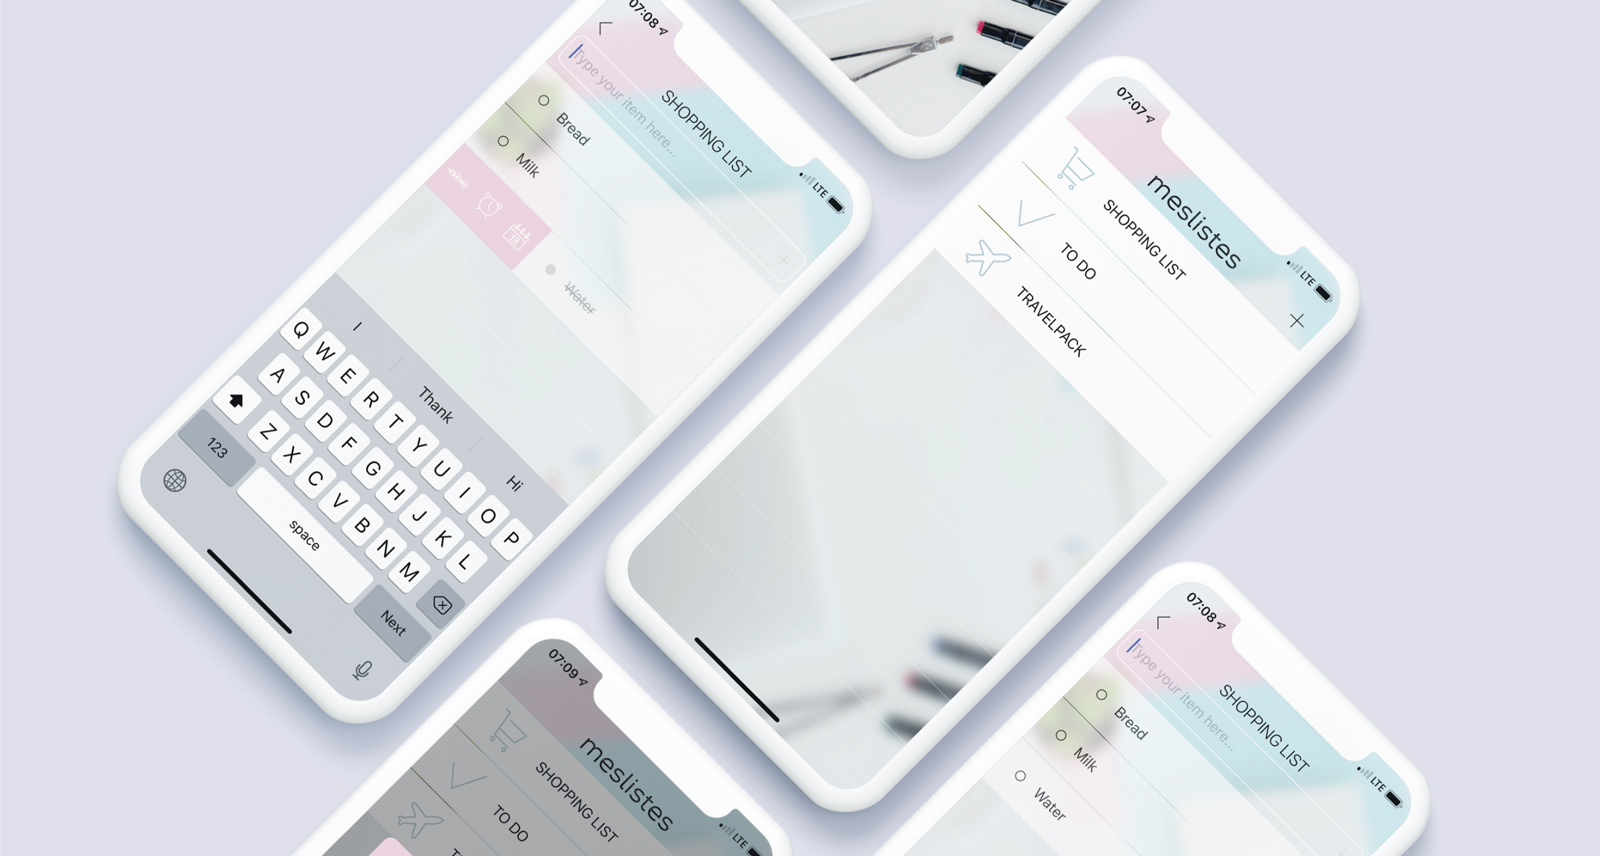 07:08
Type your item here...
SHOPPING LIST
LTE
Bread
Milk
18
Water
I
Thank
Hi
Q W E R T Y U I O P
A S D F G H J K L
Z X C V B N M
123
space
Next
07:07
meslistes
LTE
SHOPPING LIST
TO DO
TRAVELPACK
07:09
meslistes
LTE
SHOPPING LIST
TO DO
07:08
Type your item here...
SHOPPING LIST
LTE
Bread
Milk
Water